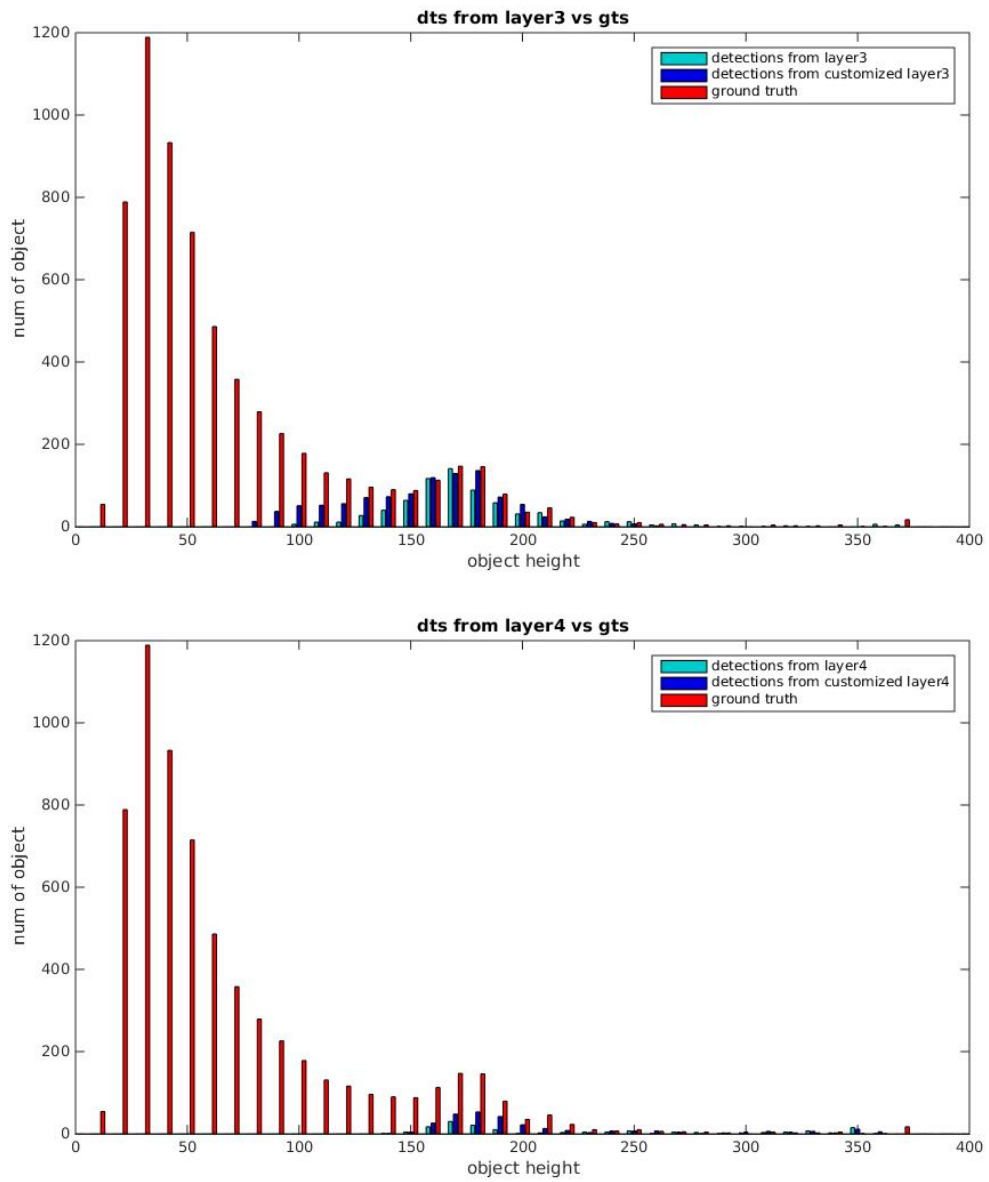 dts from layer3 vs gts
1200
1000
800
600
400
200
0
num of object
detections from layer3
detections from customized layer3
ground truth
0 50 100 150 200 250 300 350 400
object height
dts from layer4 vs gts
1200
1000
800
600
400
200
0
num of object
detections from layer4
detections from customized layer4
ground truth
0 50 100 150 200 250 300 350 400
object height